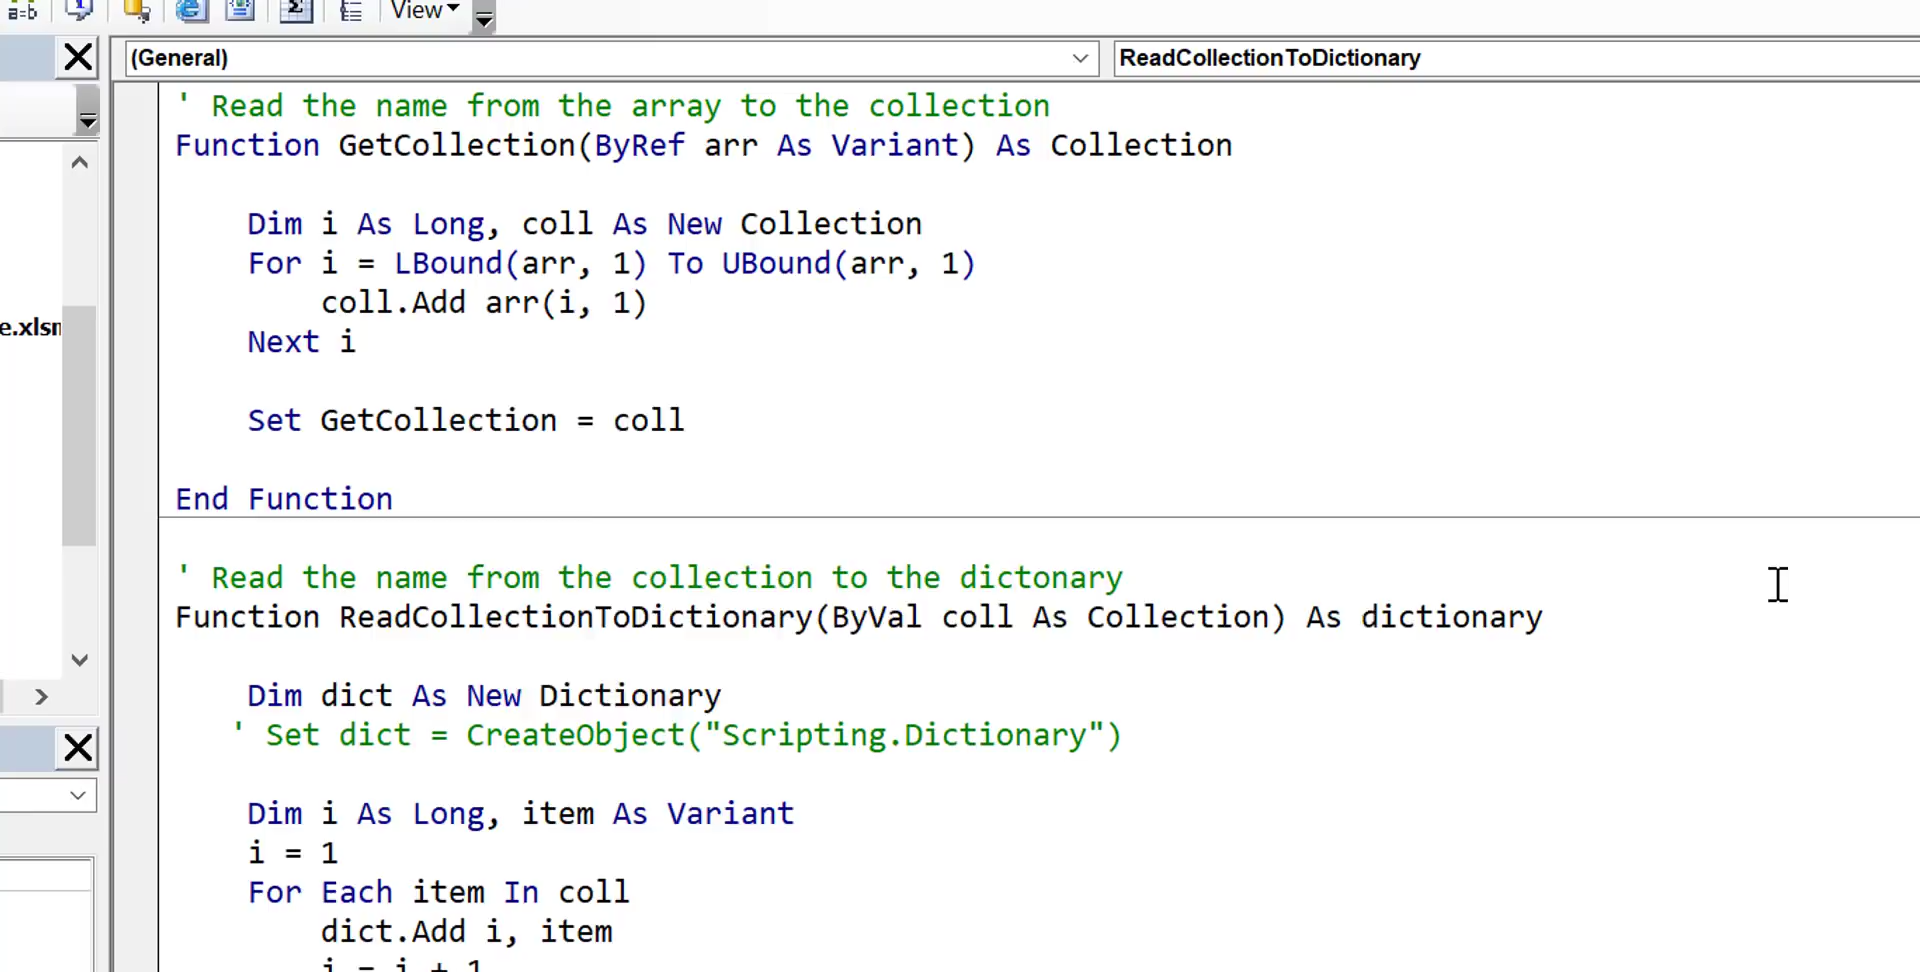 a=b
View
(General)
ReadCollectionToDictionary
' Read the name from the array to the collection
Function GetCollection(ByRef arr As Variant) As Collection
Dim i As Long, coll As New Collection
For i = LBound(arr, 1) To UBound(arr, 1)
coll.Add arr(i, 1)
Next i
e.xlsm
Set GetCollection = coll
End Function
' Read the name from the collection to the dictonary
Function ReadCollectionToDictionary(ByVal coll As Collection) As dictionary
Dim dict As New Dictionary
' Set dict = CreateObject("Scripting.Dictionary")
Dim i As Long, item As Variant
i = 1
For Each item In coll
dict.Add i, item
i = i + 1